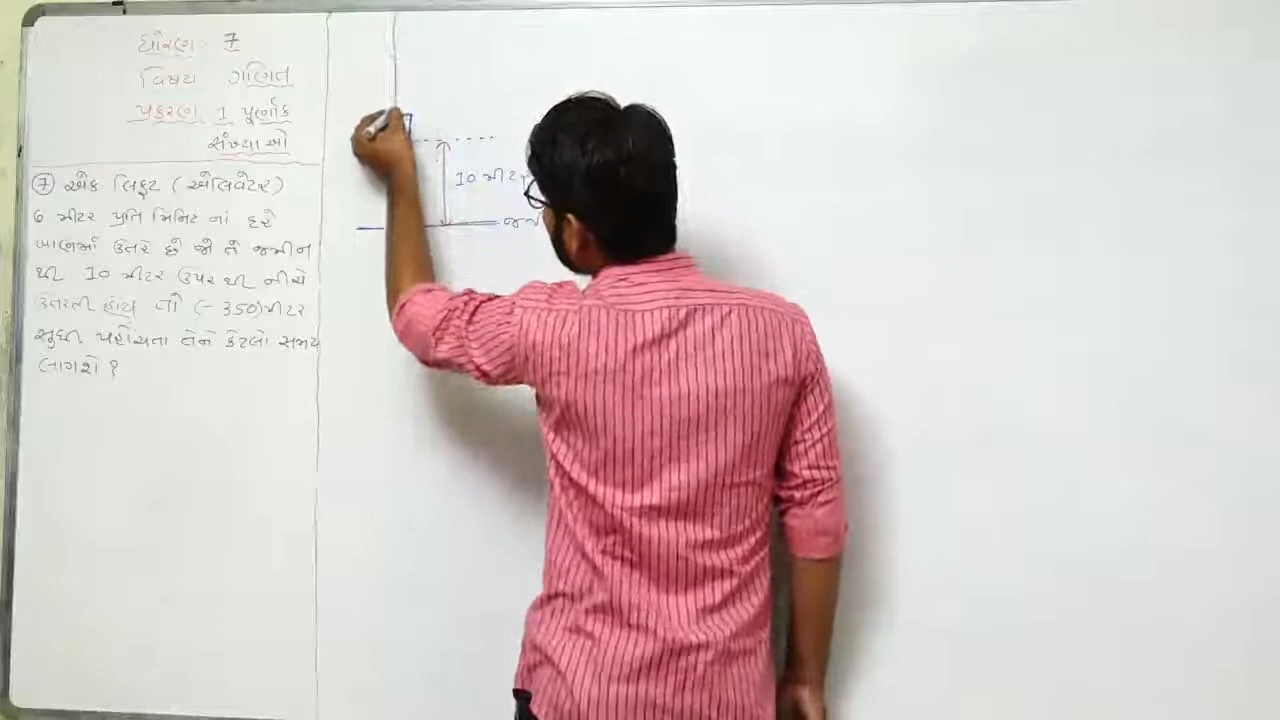 ધોરણ : 7
વિષય ગણિત
પ્રકરણ 1 પૂર્ણાંક
સંખ્યાઓ
7 એક લિફ્ટ (એલિવેટર)
6 મીટર પ્રતિ મિનિટ નાં દરે
ખાણમાં ઉતરે છે જો તે જમીન
થી 10 મીટર ઉપર થી નીચે
ઉતરતી હોય તો (- 350) મીટર
સુધી પહોંચતા તેને કેટલો સમય
લાગશે ?
10 મીટર